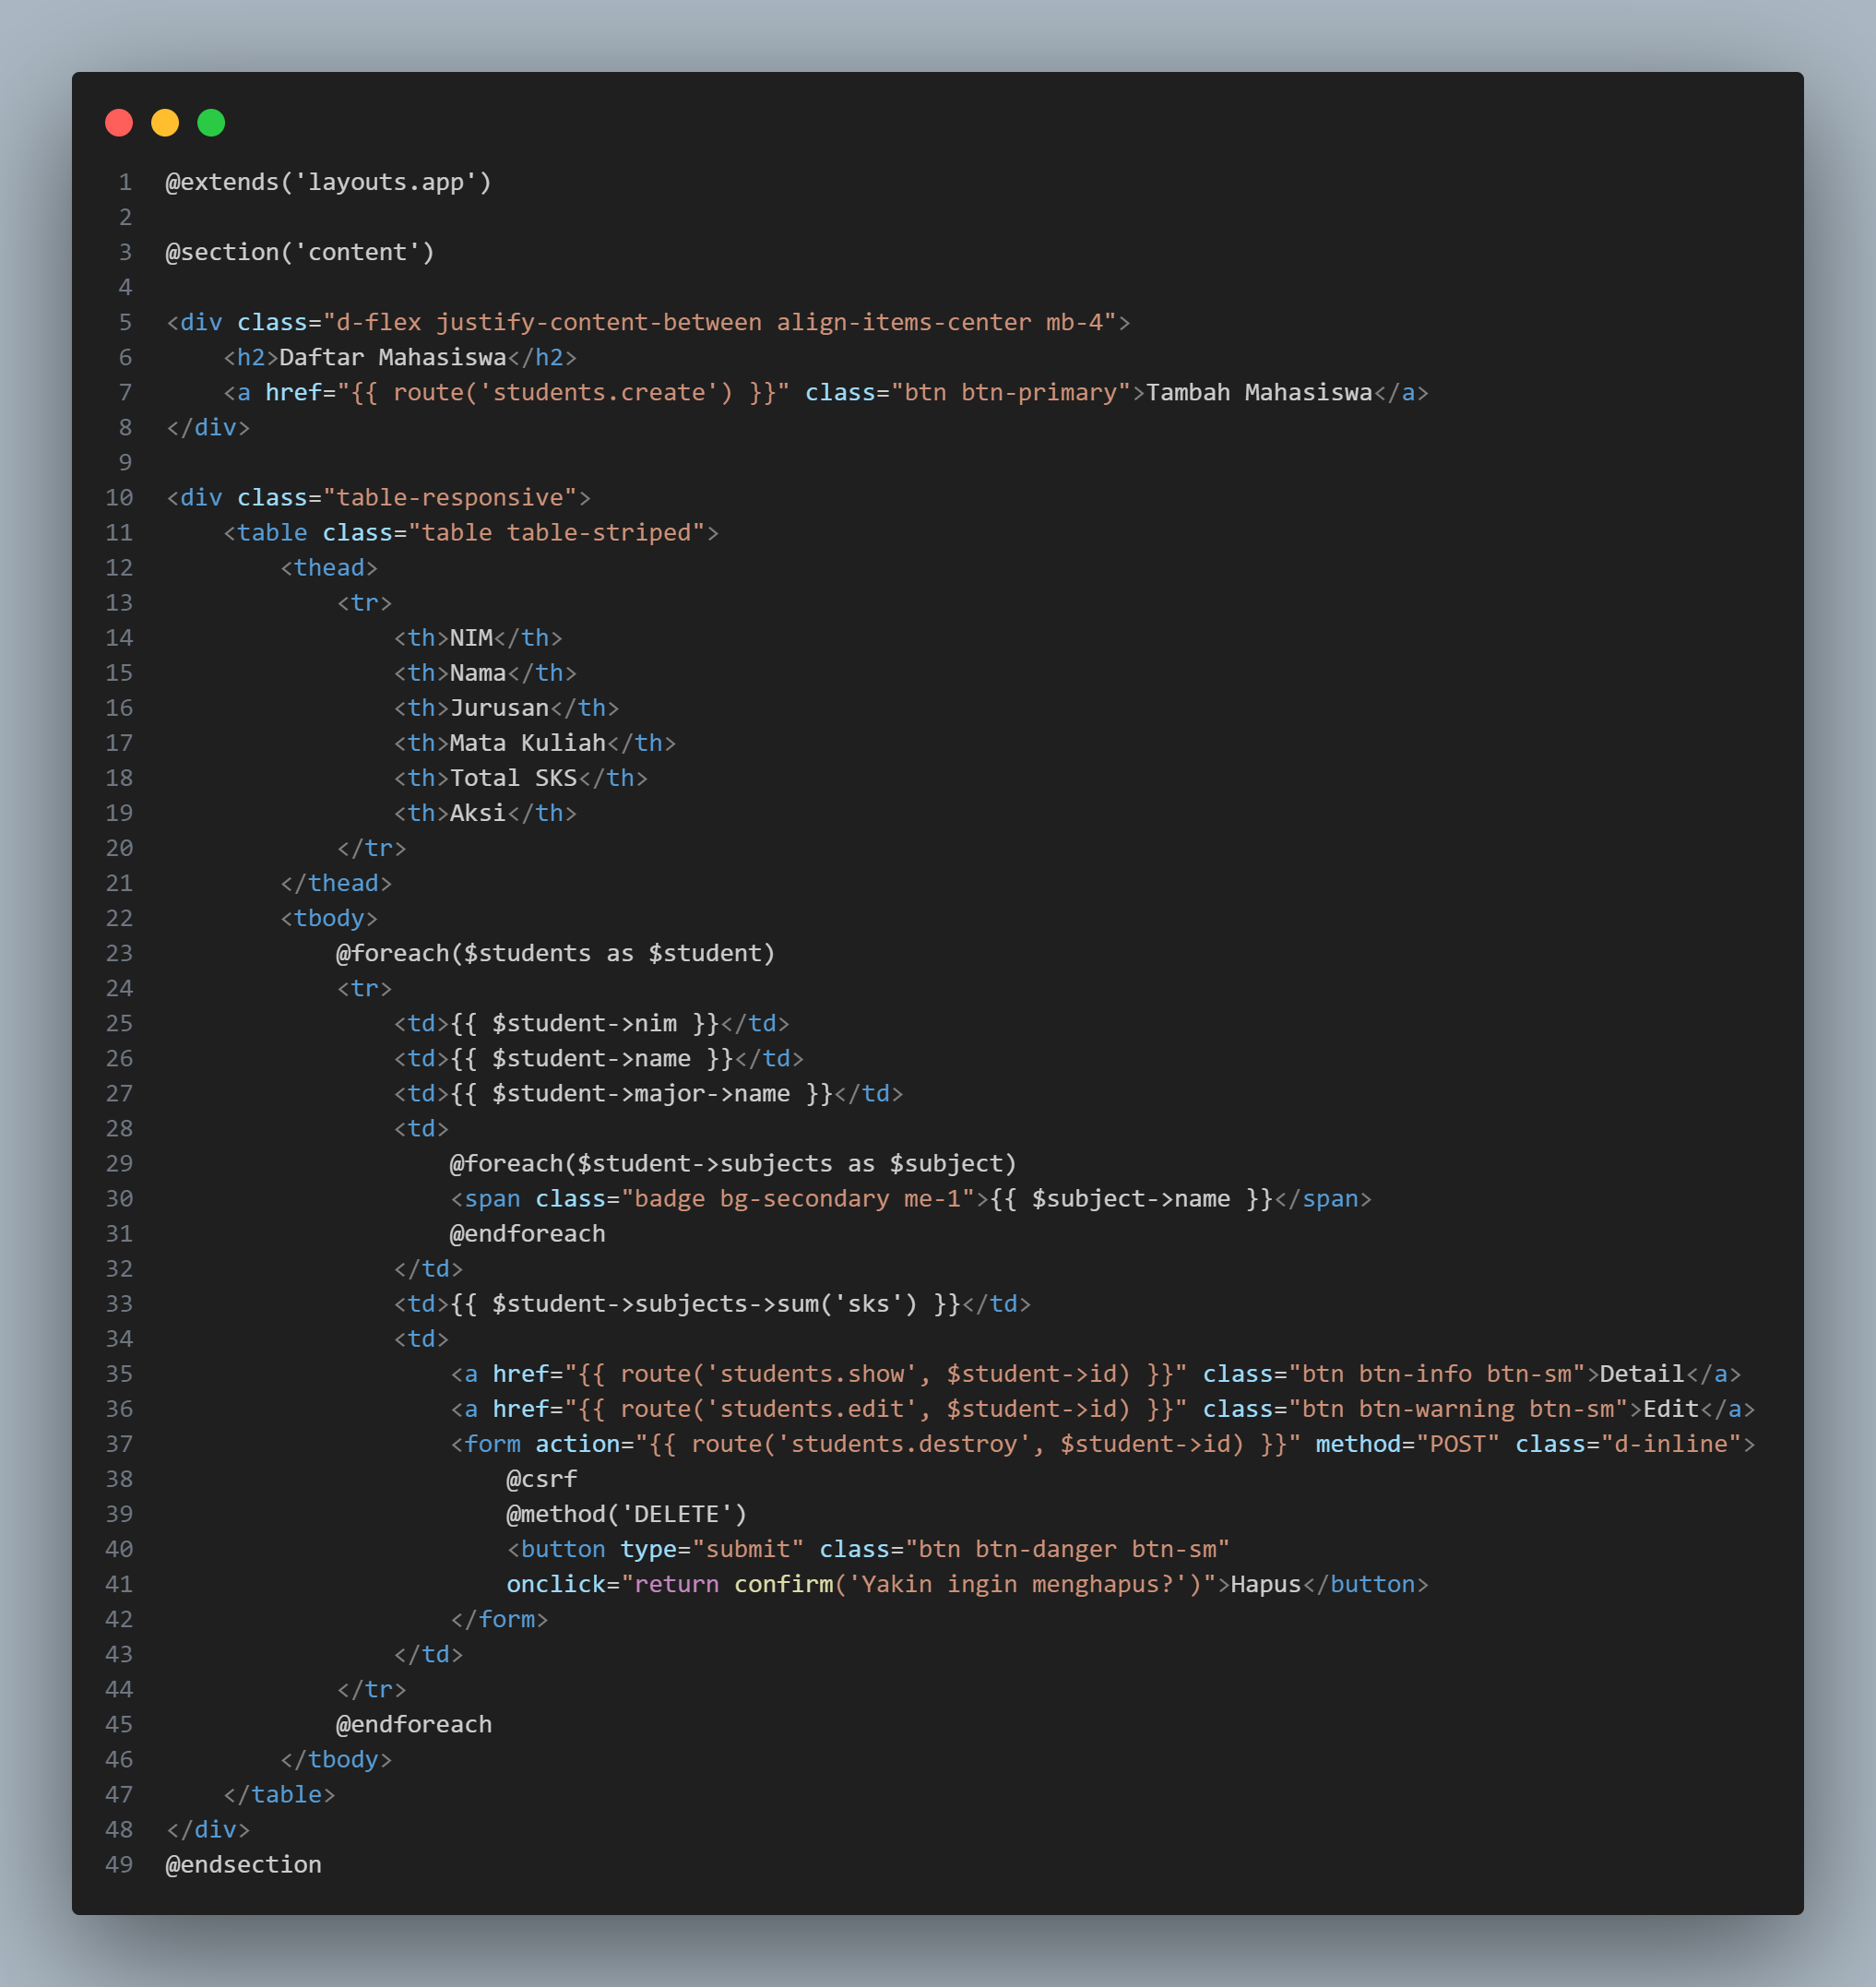 1 @extends('layouts.app')
2
3 @section('content')
4
5 <div class="d-flex justify-content-between align-items-center mb-4">
6     <h2>Daftar Mahasiswa</h2>
7     <a href="{{ route('students.create') }}" class="btn btn-primary">Tambah Mahasiswa</a>
8 </div>
9
10 <div class="table-responsive">
11     <table class="table table-striped">
12         <thead>
13             <tr>
14                 <th>NIM</th>
15                 <th>Nama</th>
16                 <th>Jurusan</th>
17                 <th>Mata Kuliah</th>
18                 <th>Total SKS</th>
19                 <th>Aksi</th>
20             </tr>
21         </thead>
22         <tbody>
23             @foreach($students as $student)
24             <tr>
25                 <td>{{ $student->nim }}</td>
26                 <td>{{ $student->name }}</td>
27                 <td>{{ $student->major->name }}</td>
28                 <td>
29                     @foreach($student->subjects as $subject)
30                     <span class="badge bg-secondary me-1">{{ $subject->name }}</span>
31                     @endforeach
32                 </td>
33                 <td>{{ $student->subjects->sum('sks') }}</td>
34                 <td>
35                     <a href="{{ route('students.show', $student->id) }}" class="btn btn-info btn-sm">Detail</a>
36                     <a href="{{ route('students.edit', $student->id) }}" class="btn btn-warning btn-sm">Edit</a>
37                     <form action="{{ route('students.destroy', $student->id) }}" method="POST" class="d-inline">
38                         @csrf
39                         @method('DELETE')
40                         <button type="submit" class="btn btn-danger btn-sm"
41                         onclick="return confirm('Yakin ingin menghapus?')">Hapus</button>
42                     </form>
43                 </td>
44             </tr>
45             @endforeach
46         </tbody>
47     </table>
48 </div>
49 @endsection